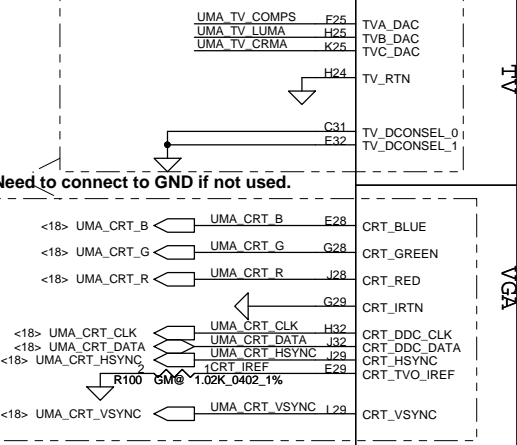 UMA_TV_COMPS F25 TVA_DAC
UMA_TV_LUMA H25 TVB_DAC
UMA_TV_CRMA K25 TVC_DAC
H24 TV_RTN
TV
C31 TV_DCONSEL_0
E32 TV_DCONSEL_1
Need to connect to GND if not used.
<18> UMA_CRT_B UMA_CRT_B E28 CRT_BLUE
<18> UMA_CRT_G UMA_CRT_G G28 CRT_GREEN
<18> UMA_CRT_R UMA_CRT_R J28 CRT_RED
VGA
G29 CRT_IRTN
<18> UMA_CRT_CLK UMA_CRT_CLK H32 CRT_DDC_CLK
<18> UMA_CRT_DATA UMA_CRT_DATA J32 CRT_DDC_DATA
<18> UMA_CRT_HSYNC UMA_CRT_HSYNC J29 CRT_HSYNC
2 1 CRT_IREF E29 CRT_TVO_IREF
R100 GM@ 1.02K_0402_1%
<18> UMA_CRT_VSYNC UMA_CRT_VSYNC L29 CRT_VSYNC